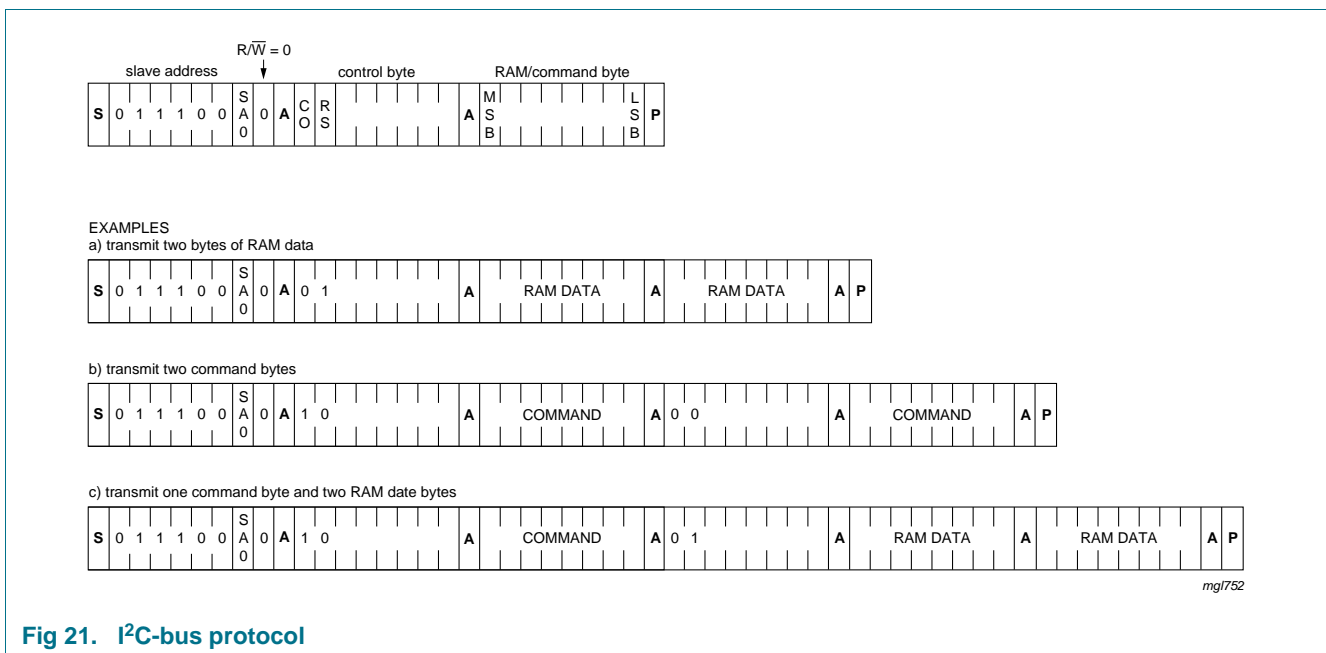 R/W = 0
slave address
control byte
RAM/command byte
S 0 1 1 1 0 0 SA0 0 A CO RS A MSB LSB P
EXAMPLES
a) transmit two bytes of RAM data
S 0 1 1 1 0 0 SA0 0 A 0 1 A RAM DATA A RAM DATA A P
b) transmit two command bytes
S 0 1 1 1 0 0 SA0 0 A 1 0 A COMMAND A 0 0 A COMMAND A P
c) transmit one command byte and two RAM date bytes
S 0 1 1 1 0 0 SA0 0 A 1 0 A COMMAND A 0 1 A RAM DATA A RAM DATA A P
mgl752
Fig 21. I²C-bus protocol